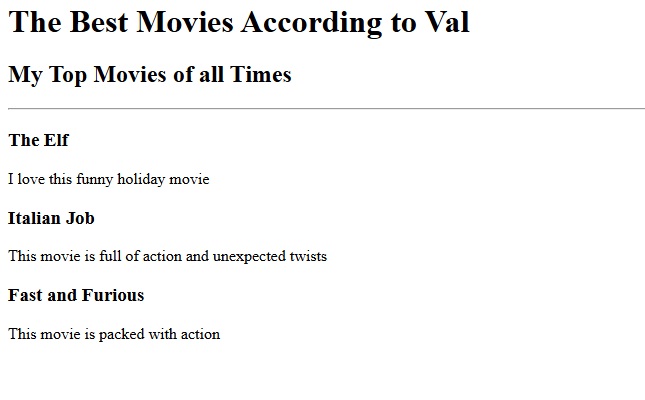 The Best Movies According to Val
My Top Movies of all Times
The Elf
I love this funny holiday movie
Italian Job
This movie is full of action and unexpected twists
Fast and Furious
This movie is packed with action